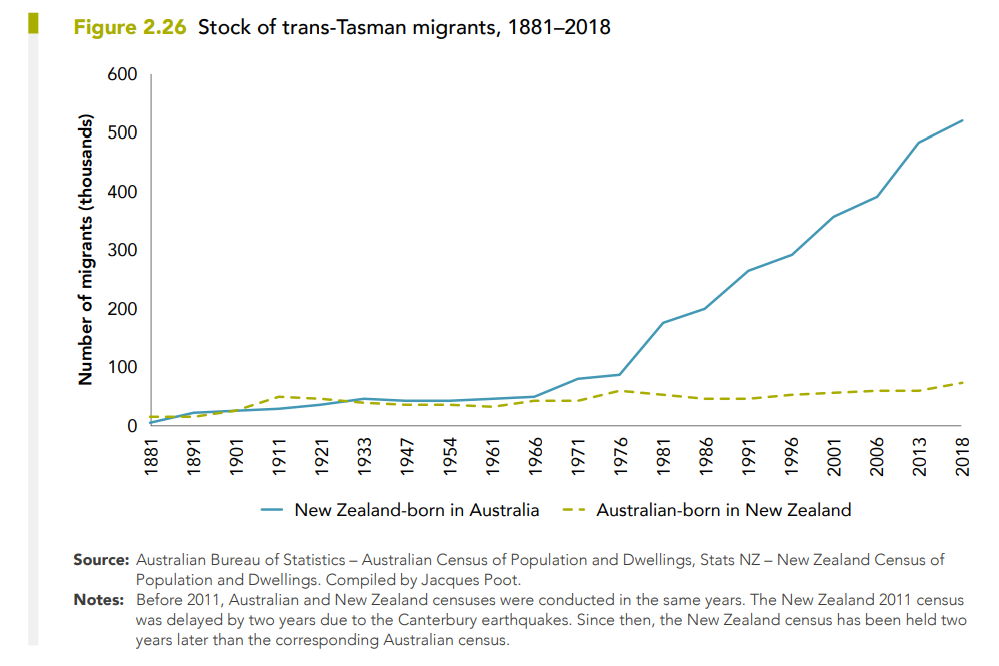 Figure 2.26 Stock of trans-Tasman migrants, 1881–2018
Number of migrants (thousands)
600
500
400
300
200
100
0
1881 1891 1901 1911 1921 1933 1947 1954 1961 1966 1971 1976 1981 1986 1991 1996 2001 2006 2013 2018
New Zealand-born in Australia Australian-born in New Zealand
Source: Australian Bureau of Statistics – Australian Census of Population and Dwellings, Stats NZ – New Zealand Census of
Population and Dwellings. Compiled by Jacques Poot.
Notes: Before 2011, Australian and New Zealand censuses were conducted in the same years. The New Zealand 2011 census
was delayed by two years due to the Canterbury earthquakes. Since then, the New Zealand census has been held two
years later than the corresponding Australian census.